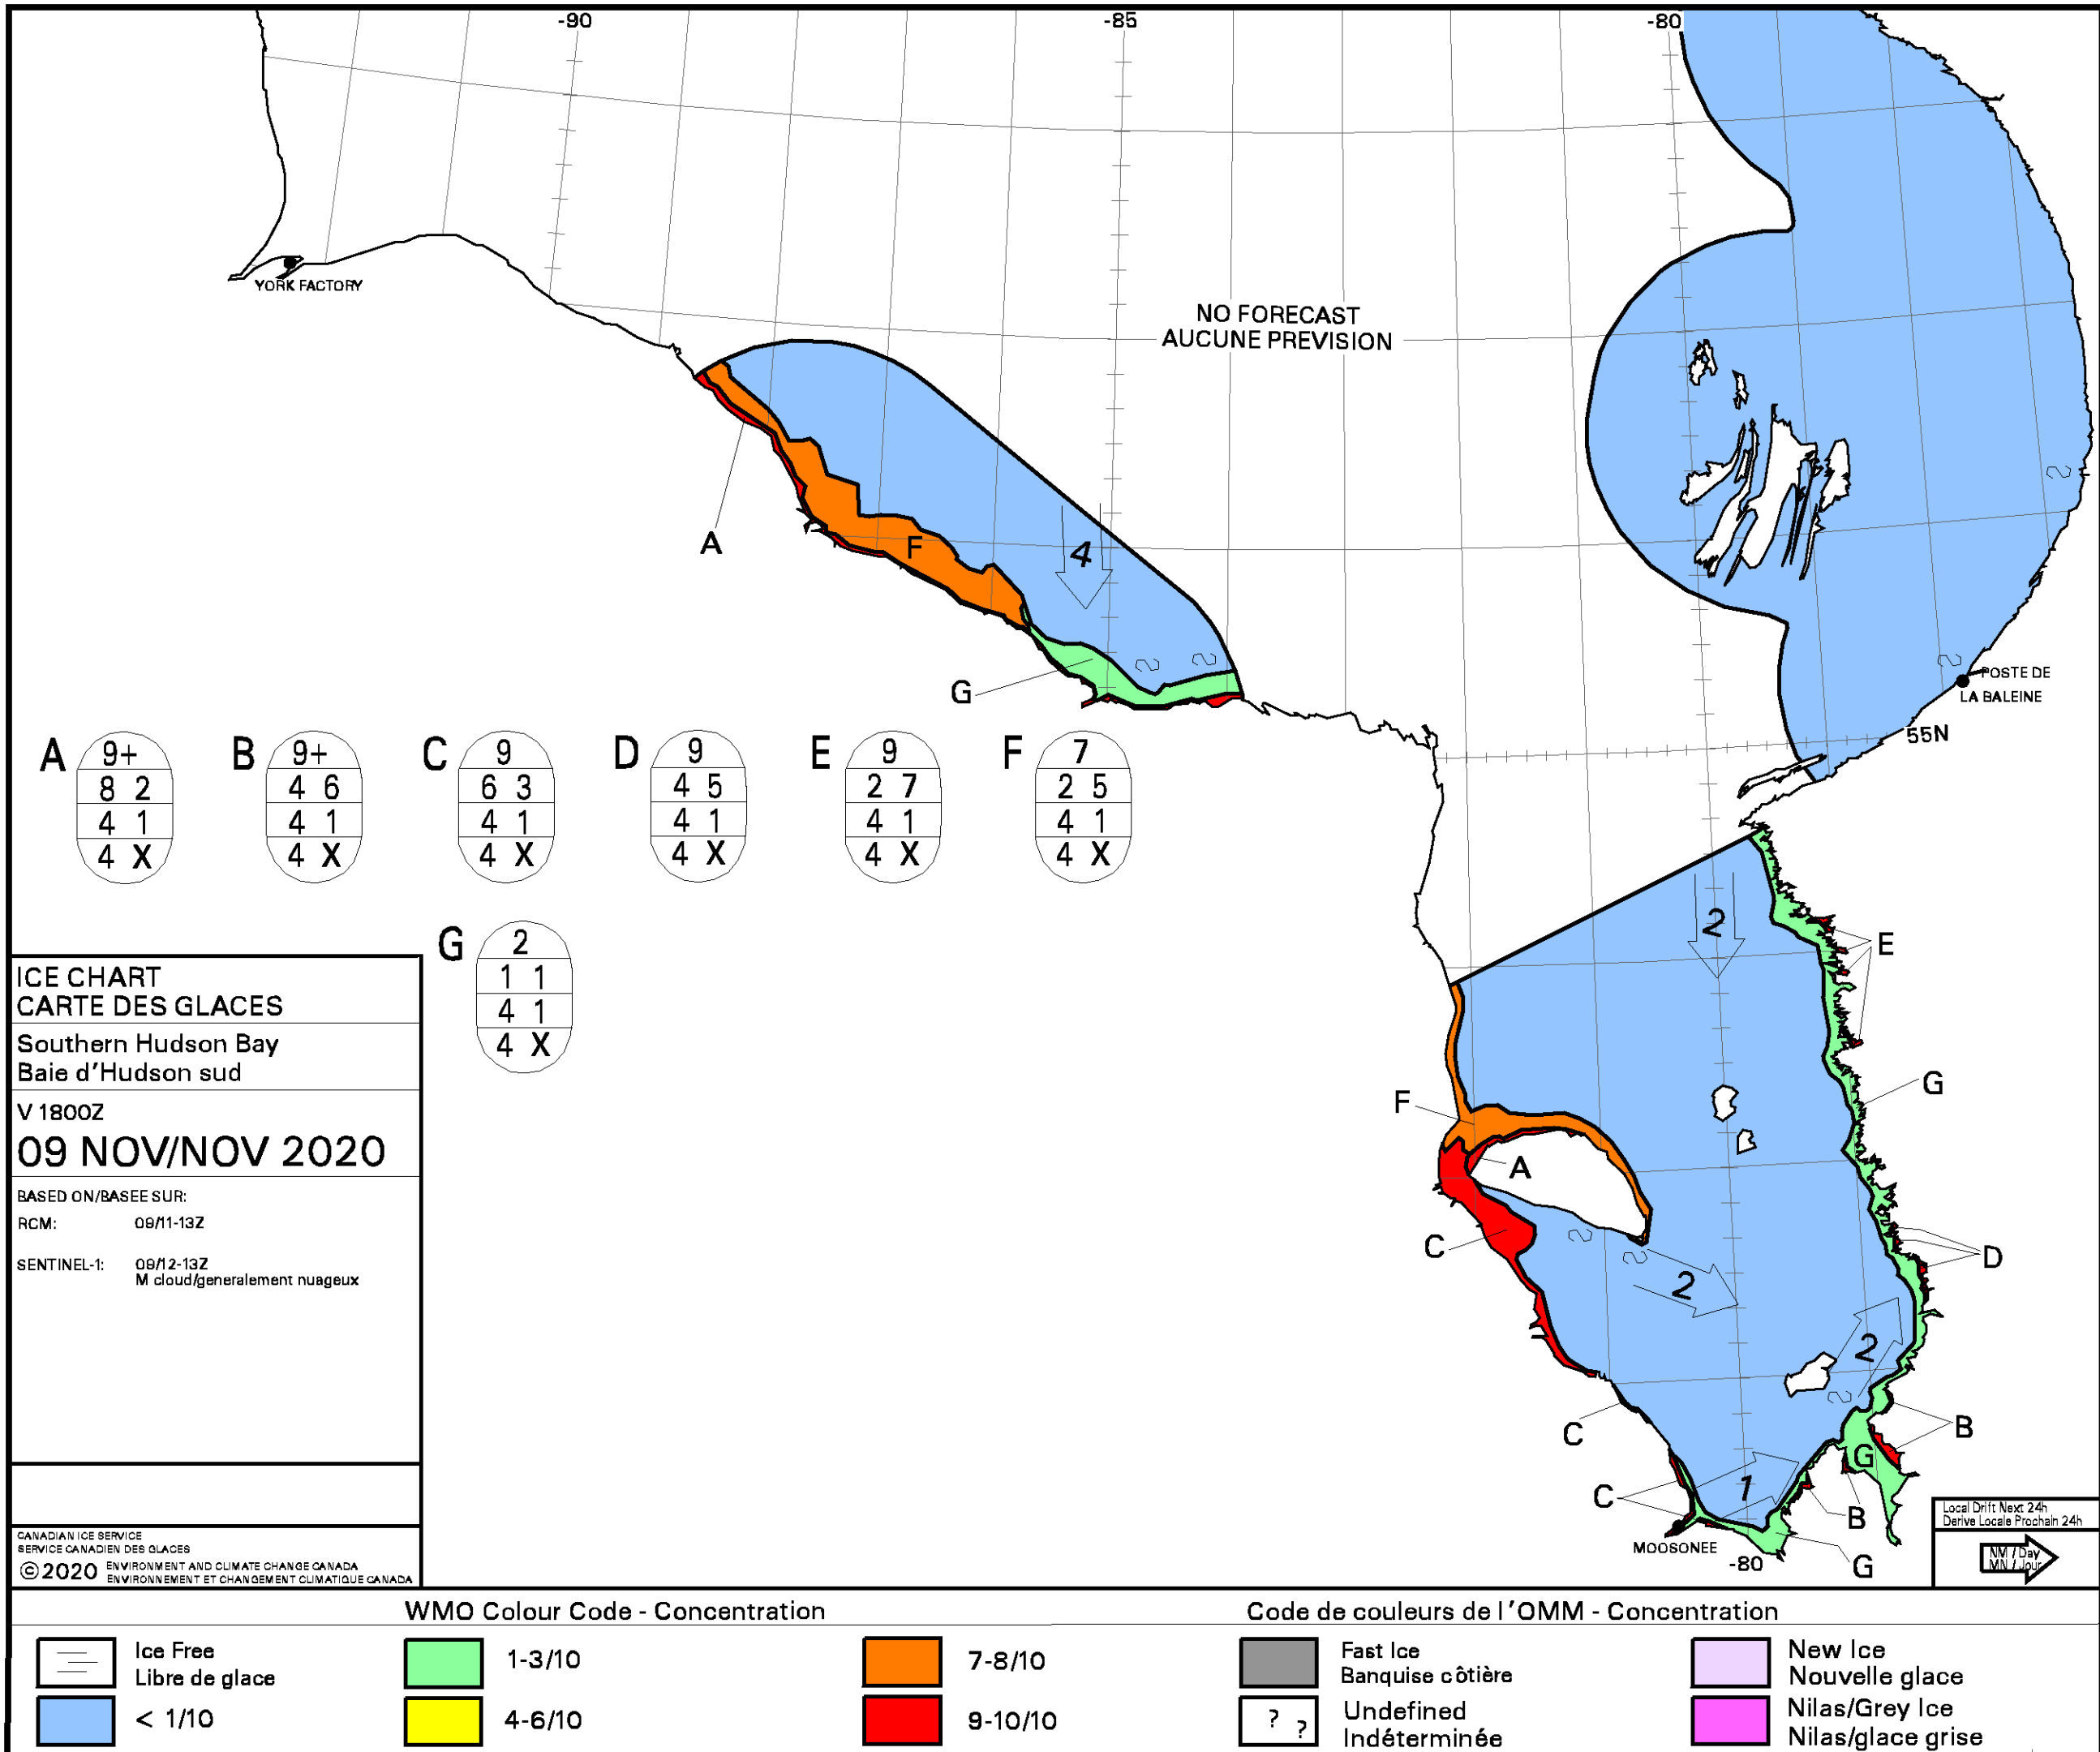 -90 -85 -80
YORK FACTORY
NO FORECAST
AUCUNE PREVISION
A
F
4
G
POSTE DE
LA BALEINE
55N
A 9+
8 2
4 1
4 X
B 9+
4 6
4 1
4 X
C 9
6 3
4 1
4 X
D 9
4 5
4 1
4 X
E 9
2 7
4 1
4 X
F 7
2 5
4 1
4 X
G 2
1 1
4 1
4 X
2
E
G
F
A
C
D
2
2
C
B
G
C
1
B
MOOSONEE
-80
G
ICE CHART
CARTE DES GLACES
Southern Hudson Bay
Baie d'Hudson sud
V 1800Z
09 NOV/NOV 2020
BASED ON/BASEE SUR:
RCM: 09/11-13Z
SENTINEL-1: 09/12-13Z
M cloud/generalement nuageux
CANADIAN ICE SERVICE
SERVICE CANADIEN DES GLACES
© 2020 ENVIRONMENT AND CLIMATE CHANGE CANADA
ENVIRONNEMENT ET CHANGEMENT CLIMATIQUE CANADA
Local Drift Next 24h
Derive Locale Prochain 24h
NM / Day
MN / Jour
WMO Colour Code - Concentration
Code de couleurs de l'OMM - Concentration
Ice Free
Libre de glace
< 1/10
1-3/10
4-6/10
7-8/10
9-10/10
Fast Ice
Banquise côtière
? ?
Undefined
Indéterminée
New Ice
Nouvelle glace
Nilas/Grey Ice
Nilas/glace grise